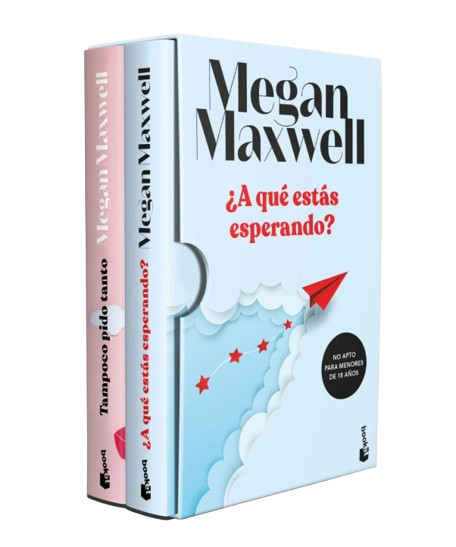 Megan Maxwell
Tampoco pido tanto
booket
Megan Maxwell
¿A qué estás esperando?
booket
Megan
Maxwell
¿A qué estás
esperando?
NO APTO
PARA MENORES
DE 18 AÑOS
booket